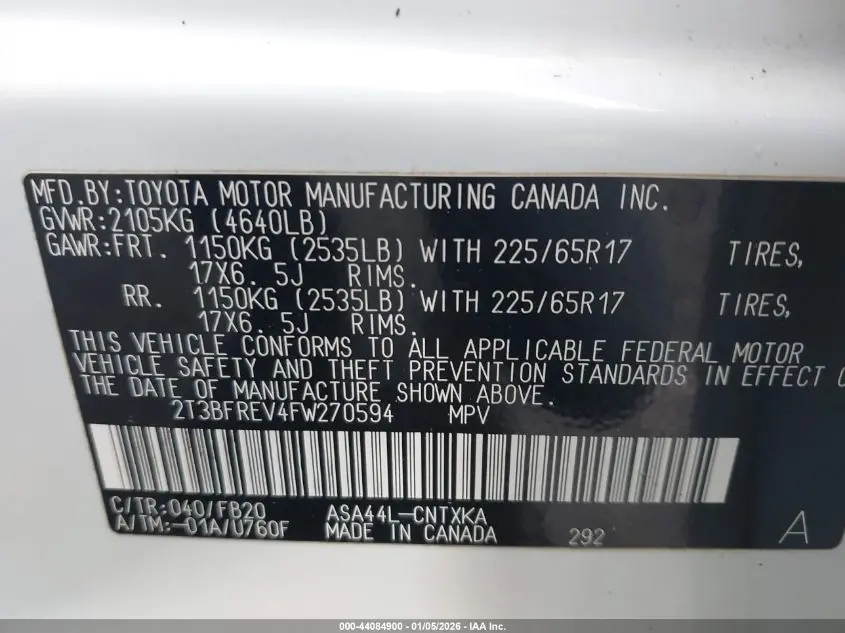 MFD.BY:TOYOTA MOTOR MANUFACTURING CANADA INC.
GVWR:2105KG (4640LB)
GAWR:FRT. 1150KG (2535LB) WITH 225/65R17 TIRES,
17X6. 5J RIMS.
RR. 1150KG (2535LB) WITH 225/65R17 TIRES,
17X6. 5J RIMS.
THIS VEHICLE CONFORMS TO ALL APPLICABLE FEDERAL MOTOR
VEHICLE SAFETY AND THEFT PREVENTION STANDARDS IN EFFECT
THE DATE OF MANUFACTURE SHOWN ABOVE.
2T3BFREV4FW270594 MPV
C/TR:040/FB20 ASA44L-CNTXKA
A/TM:-01A/U760F MADE IN CANADA 292 A
000-44084900 - 01/05/2026 - IAA Inc.